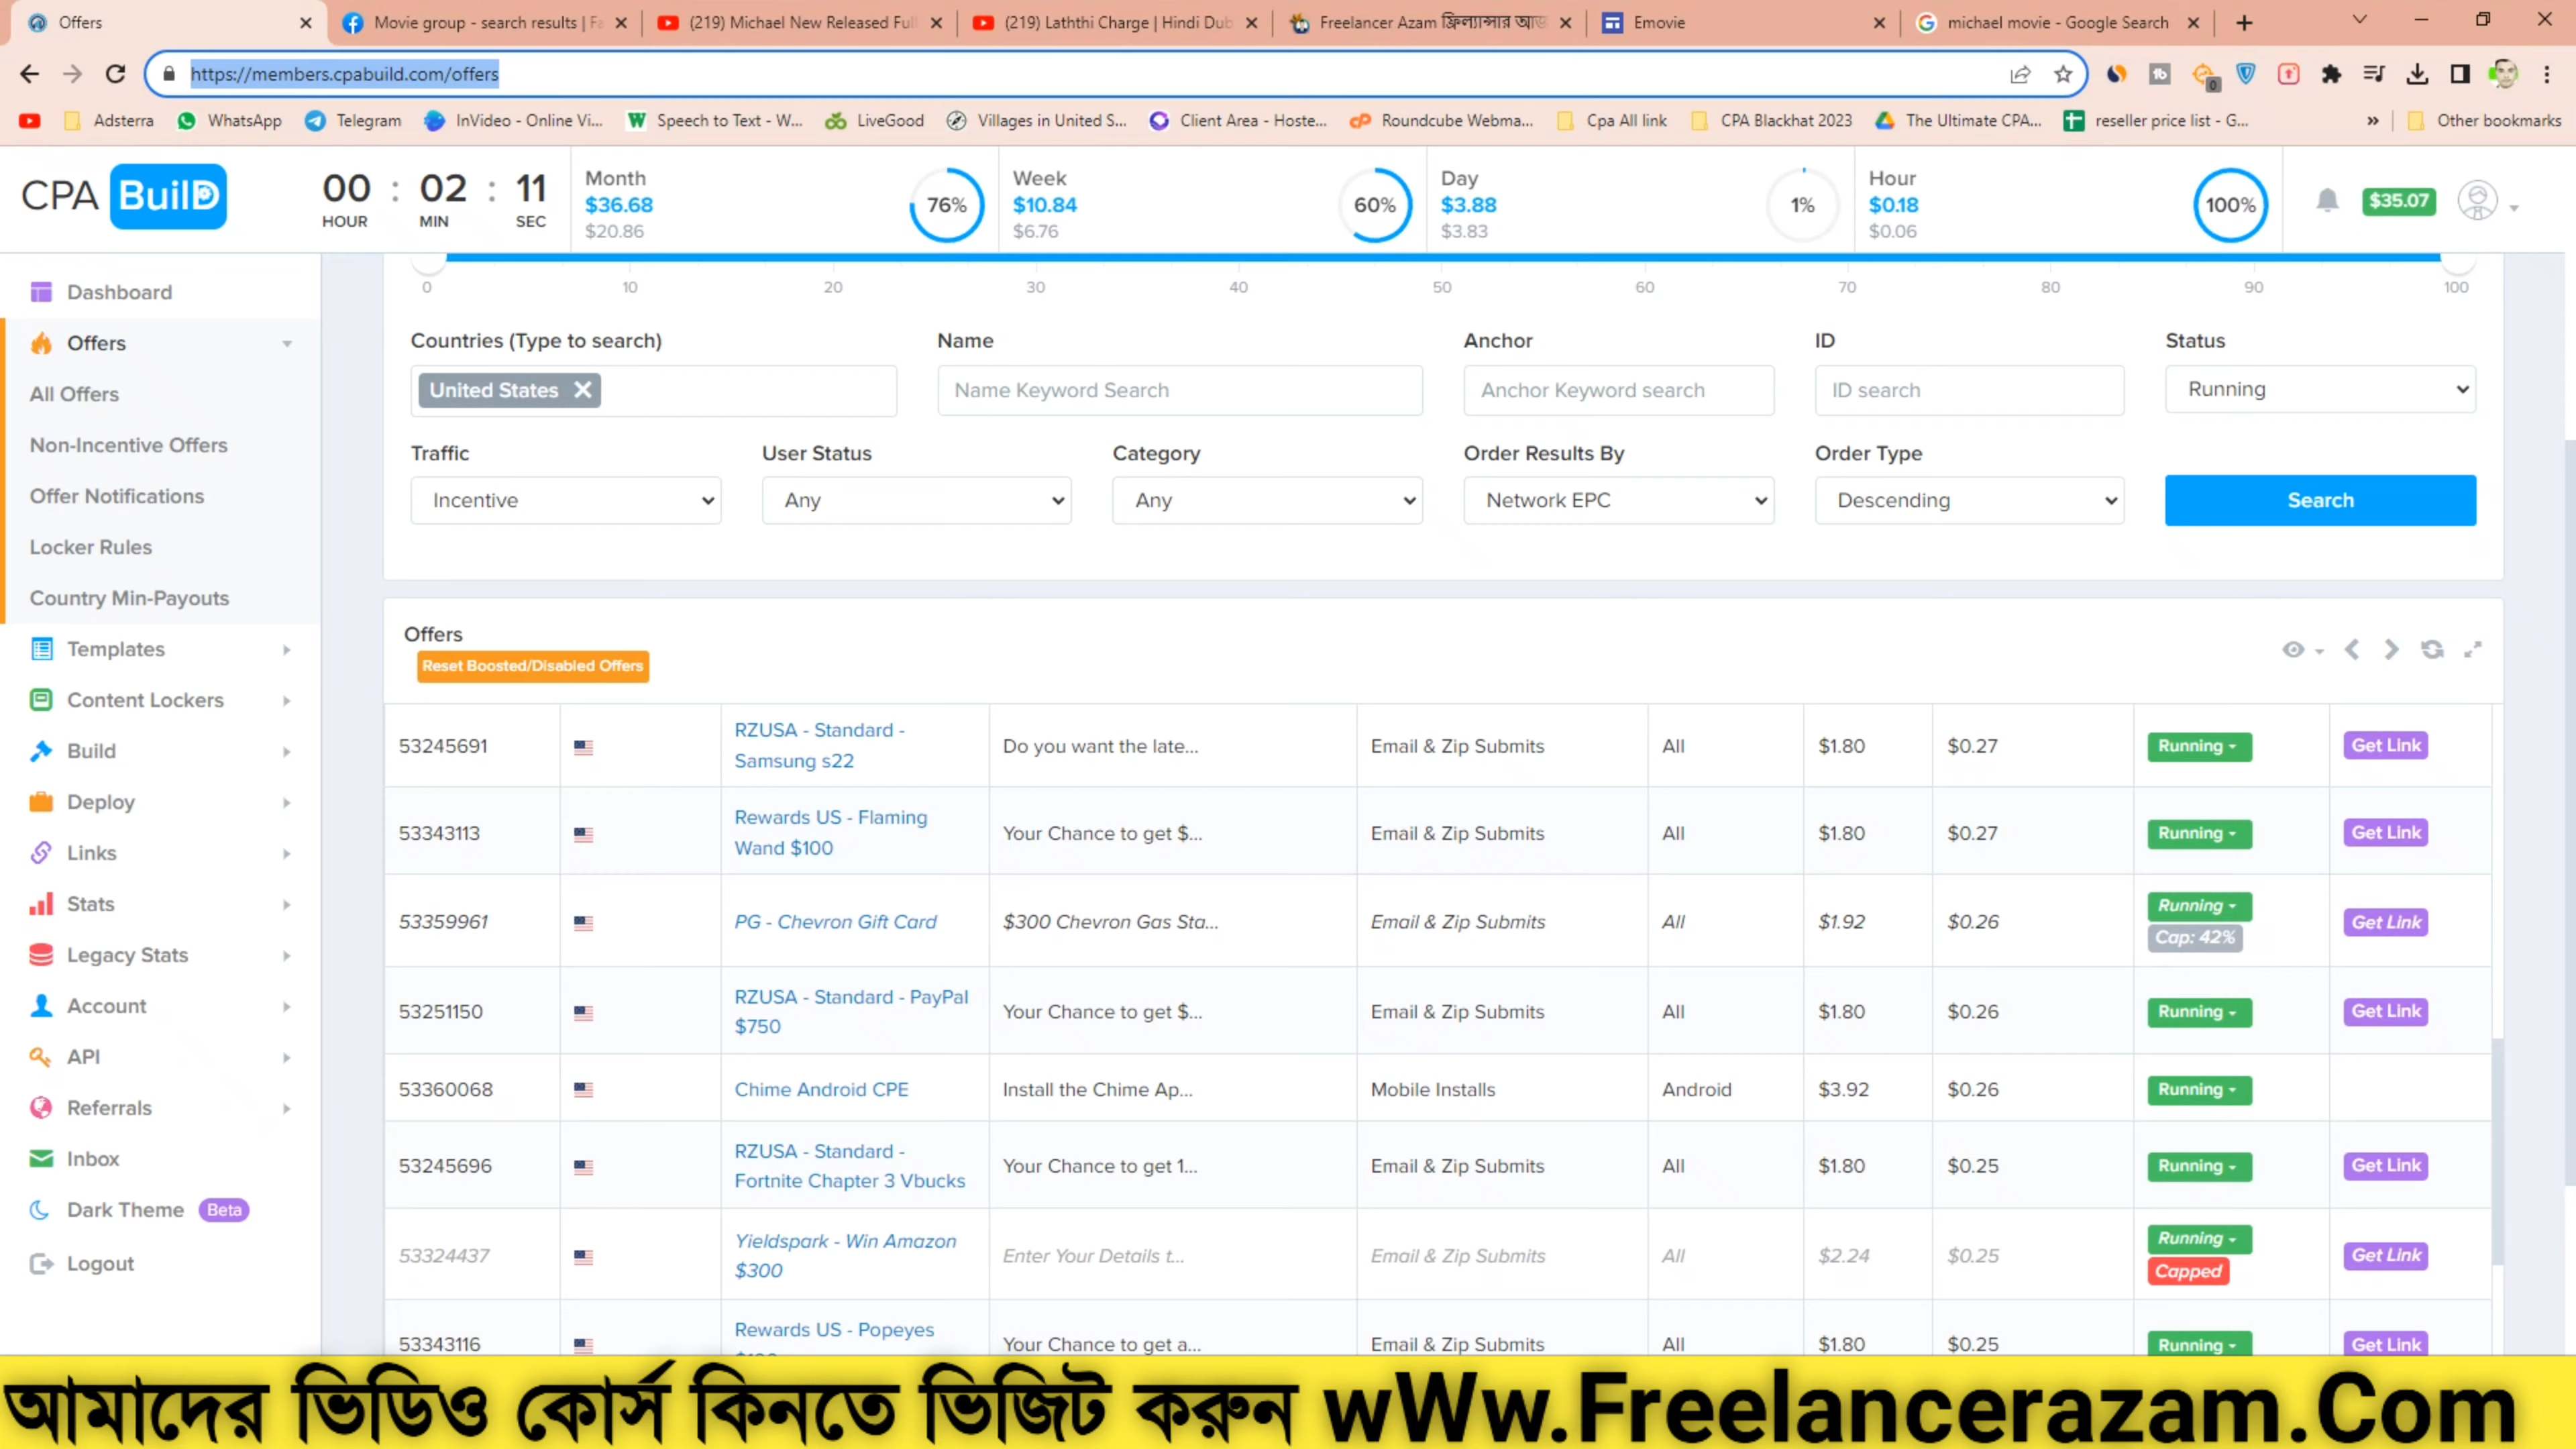 Offers
Movie group - search results | Fa
(219) Michael New Released Full
(219) Laththi Charge | Hindi Dub
Freelancer Azam ফ্রিল্যান্সার আজ
Emovie
michael movie - Google Search
https://members.cpabuild.com/offers
Adsterra
WhatsApp
Telegram
InVideo - Online Vi...
Speech to Text - W...
LiveGood
Villages in United S...
Client Area - Hoste...
Roundcube Webma...
Cpa All link
CPA Blackhat 2023
The Ultimate CPA...
reseller price list - G...
»
Other bookmarks
CPA BuilD
00 : 02 : 11
HOUR MIN SEC
Month
$36.68
$20.86
76%
Week
$10.84
$6.76
60%
Day
$3.88
$3.83
1%
Hour
$0.18
$0.06
100%
$35.07
Dashboard
Offers
All Offers
Non-Incentive Offers
Offer Notifications
Locker Rules
Country Min-Payouts
Templates
Content Lockers
Build
Deploy
Links
Stats
Legacy Stats
Account
API
Referrals
Inbox
Dark Theme Beta
Logout
0 10 20 30 40 50 60 70 80 90 100
Countries (Type to search) Name Anchor ID Status
United States Name Keyword Search Anchor Keyword search ID search Running
Traffic User Status Category Order Results By Order Type
Incentive Any Any Network EPC Descending Search
Offers
Reset Boosted/Disabled Offers
53245691 RZUSA - Standard - Samsung s22 Do you want the late... Email & Zip Submits All $1.80 $0.27 Running Get Link
53343113 Rewards US - Flaming Wand $100 Your Chance to get $... Email & Zip Submits All $1.80 $0.27 Running Get Link
53359961 PG - Chevron Gift Card $300 Chevron Gas Sta... Email & Zip Submits All $1.92 $0.26 Running Cap: 42% Get Link
53251150 RZUSA - Standard - PayPal $750 Your Chance to get $... Email & Zip Submits All $1.80 $0.26 Running Get Link
53360068 Chime Android CPE Install the Chime Ap... Mobile Installs Android $3.92 $0.26 Running
53245696 RZUSA - Standard - Fortnite Chapter 3 Vbucks Your Chance to get 1... Email & Zip Submits All $1.80 $0.25 Running Get Link
53324437 Yieldspark - Win Amazon $300 Enter Your Details t... Email & Zip Submits All $2.24 $0.25 Running Capped Get Link
53343116 Rewards US - Popeyes Your Chance to get a... Email & Zip Submits All $1.80 $0.25 Running Get Link
আমাদের ভিডিও কোর্স কিনতে ভিজিট করুন wWw.Freelancerazam.Com